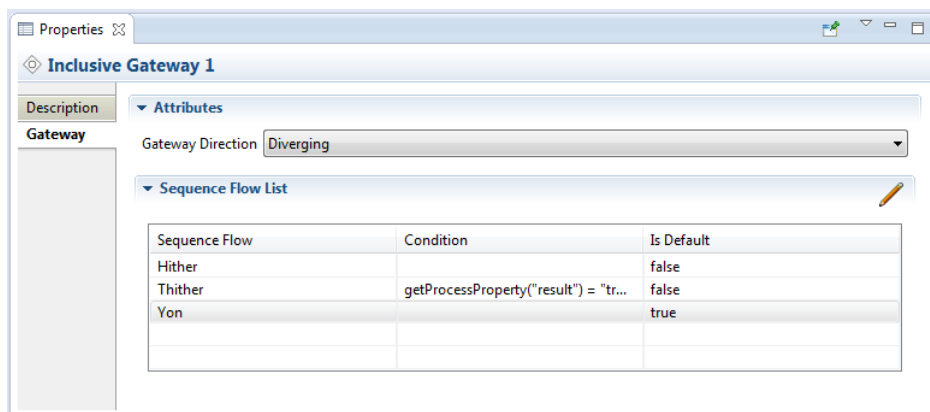 Properties
Inclusive Gateway 1
Description
Gateway
Attributes
Gateway Direction Diverging
Sequence Flow List
Sequence Flow Condition Is Default
Hither false
Thither getProcessProperty("result") = "tr... false
Yon true